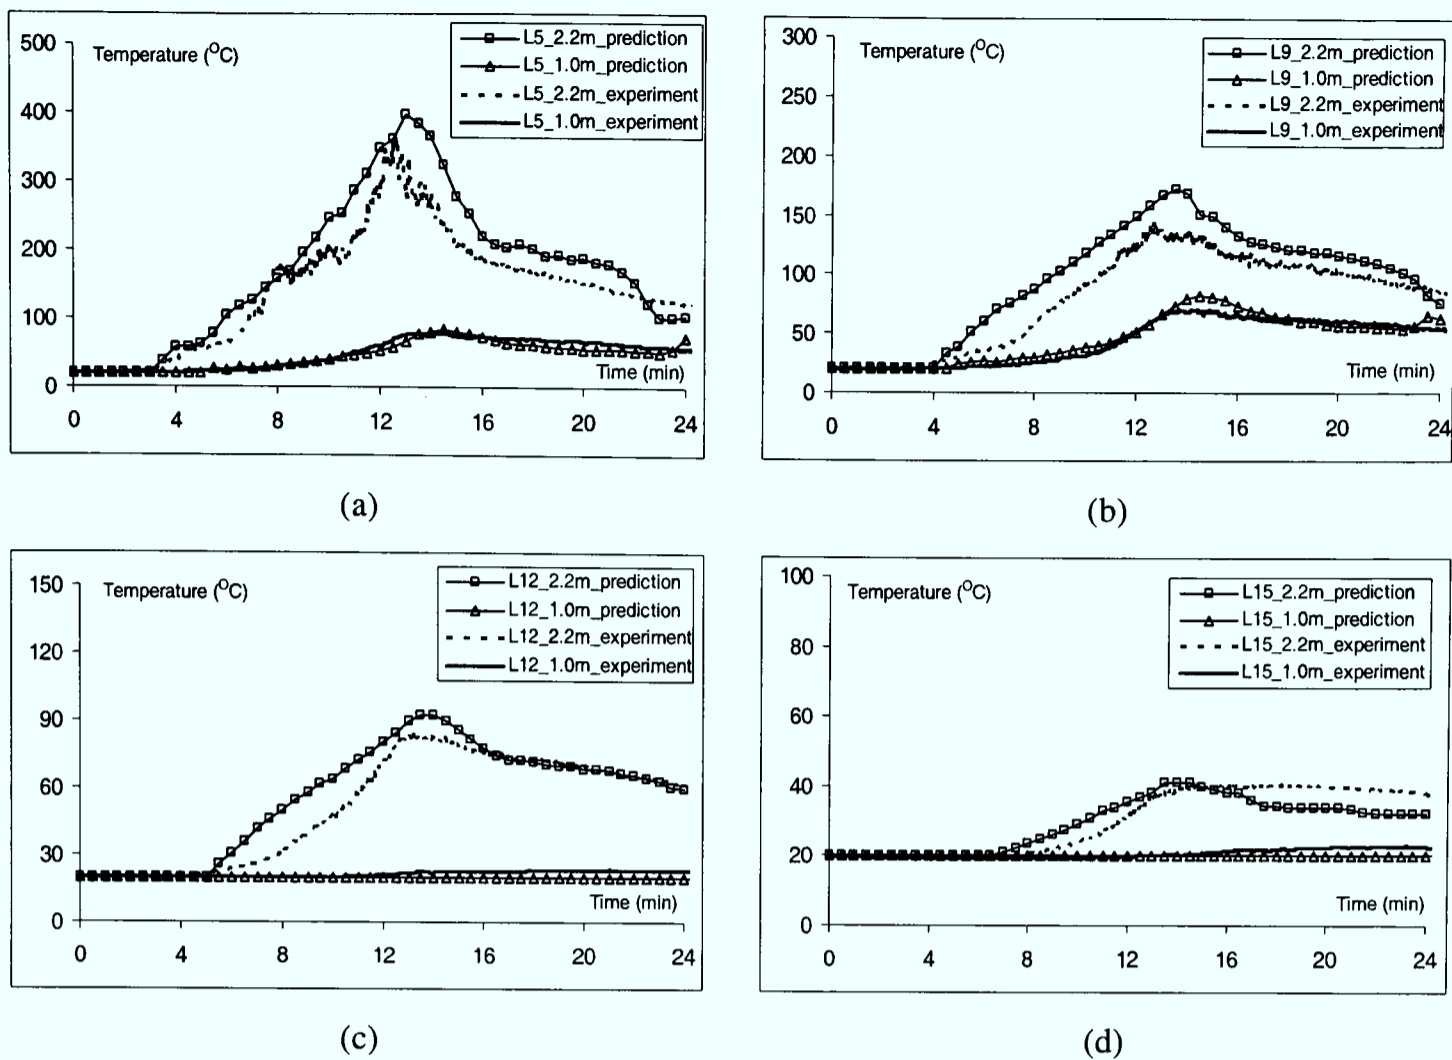 Temperature (°C)
L5_2.2m_prediction
L5_1.0m_prediction
L5_2.2m_experiment
L5_1.0m_experiment
500
400
300
200
100
0
Time (min)
0 4 8 12 16 20 24
(a)
Temperature (°C)
L9_2.2m_prediction
L9_1.0m_prediction
L9_2.2m_experiment
L9_1.0m_experiment
300
250
200
150
100
50
0
Time (min)
0 4 8 12 16 20 24
(b)
Temperature (°C)
L12_2.2m_prediction
L12_1.0m_prediction
L12_2.2m_experiment
L12_1.0m_experiment
150
120
90
60
30
0
Time (min)
0 4 8 12 16 20 24
(c)
Temperature (°C)
L15_2.2m_prediction
L15_1.0m_prediction
L15_2.2m_experiment
L15_1.0m_experiment
100
80
60
40
20
0
Time (min)
0 4 8 12 16 20 24
(d)